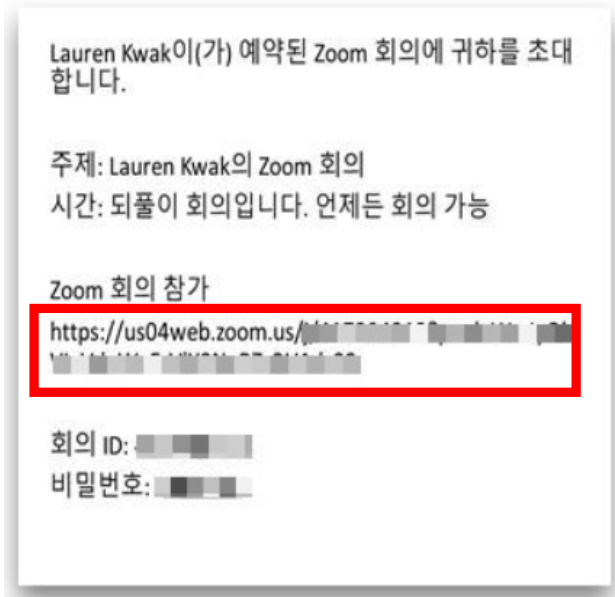 Lauren Kwak이(가) 예약된 Zoom 회의에 귀하를 초대
합니다.
주제: Lauren Kwak의 Zoom 회의
시간: 되풀이 회의입니다. 언제든 회의 가능
Zoom 회의 참가
https://us04web.zoom.us/
회의 ID:
비밀번호: